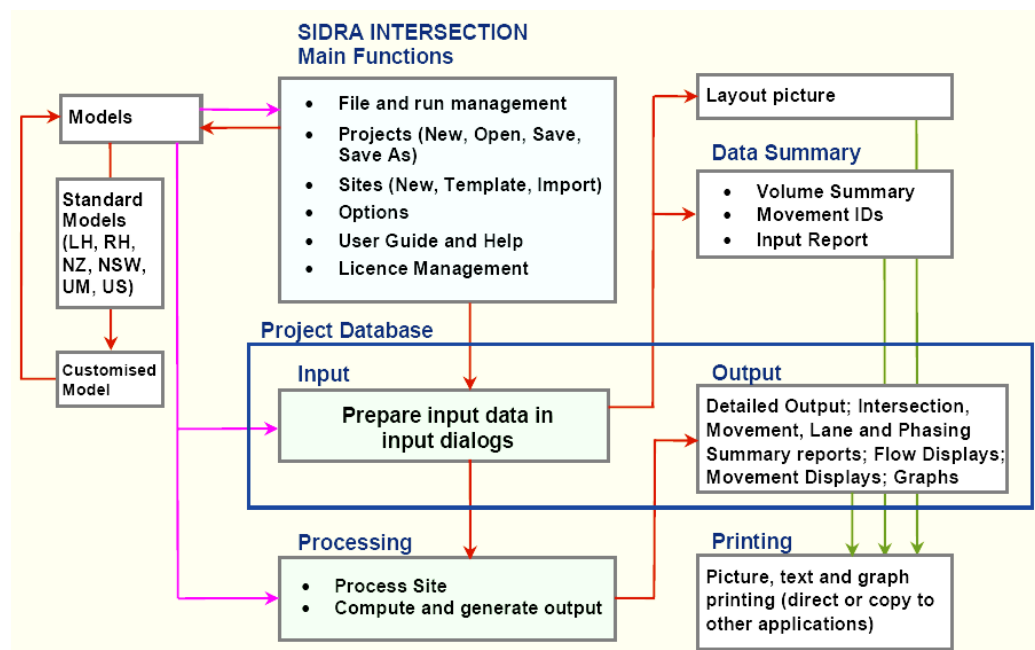 SIDRA INTERSECTION
Main Functions
• File and run management
• Projects (New, Open, Save,
Save As)
• Sites (New, Template, Import)
• Options
• User Guide and Help
• Licence Management
Models
Standard
Models
(LH, RH,
NZ, NSW,
UM, US)
Customised
Model
Layout picture
Data Summary
• Volume Summary
• Movement IDs
• Input Report
Project Database
Input
Prepare input data in
input dialogs
Output
Detailed Output; Intersection,
Movement, Lane and Phasing
Summary reports; Flow Displays;
Movement Displays; Graphs
Processing
• Process Site
• Compute and generate output
Printing
Picture, text and graph
printing (direct or copy to
other applications)